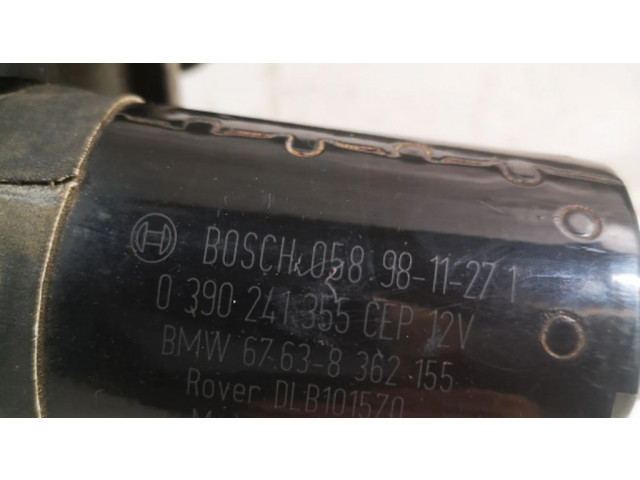 BOSCH 058 98-11-27 1
0 390 241 355 CEP 12V
BMW 67 63-8 362 155
Rover DLB101570